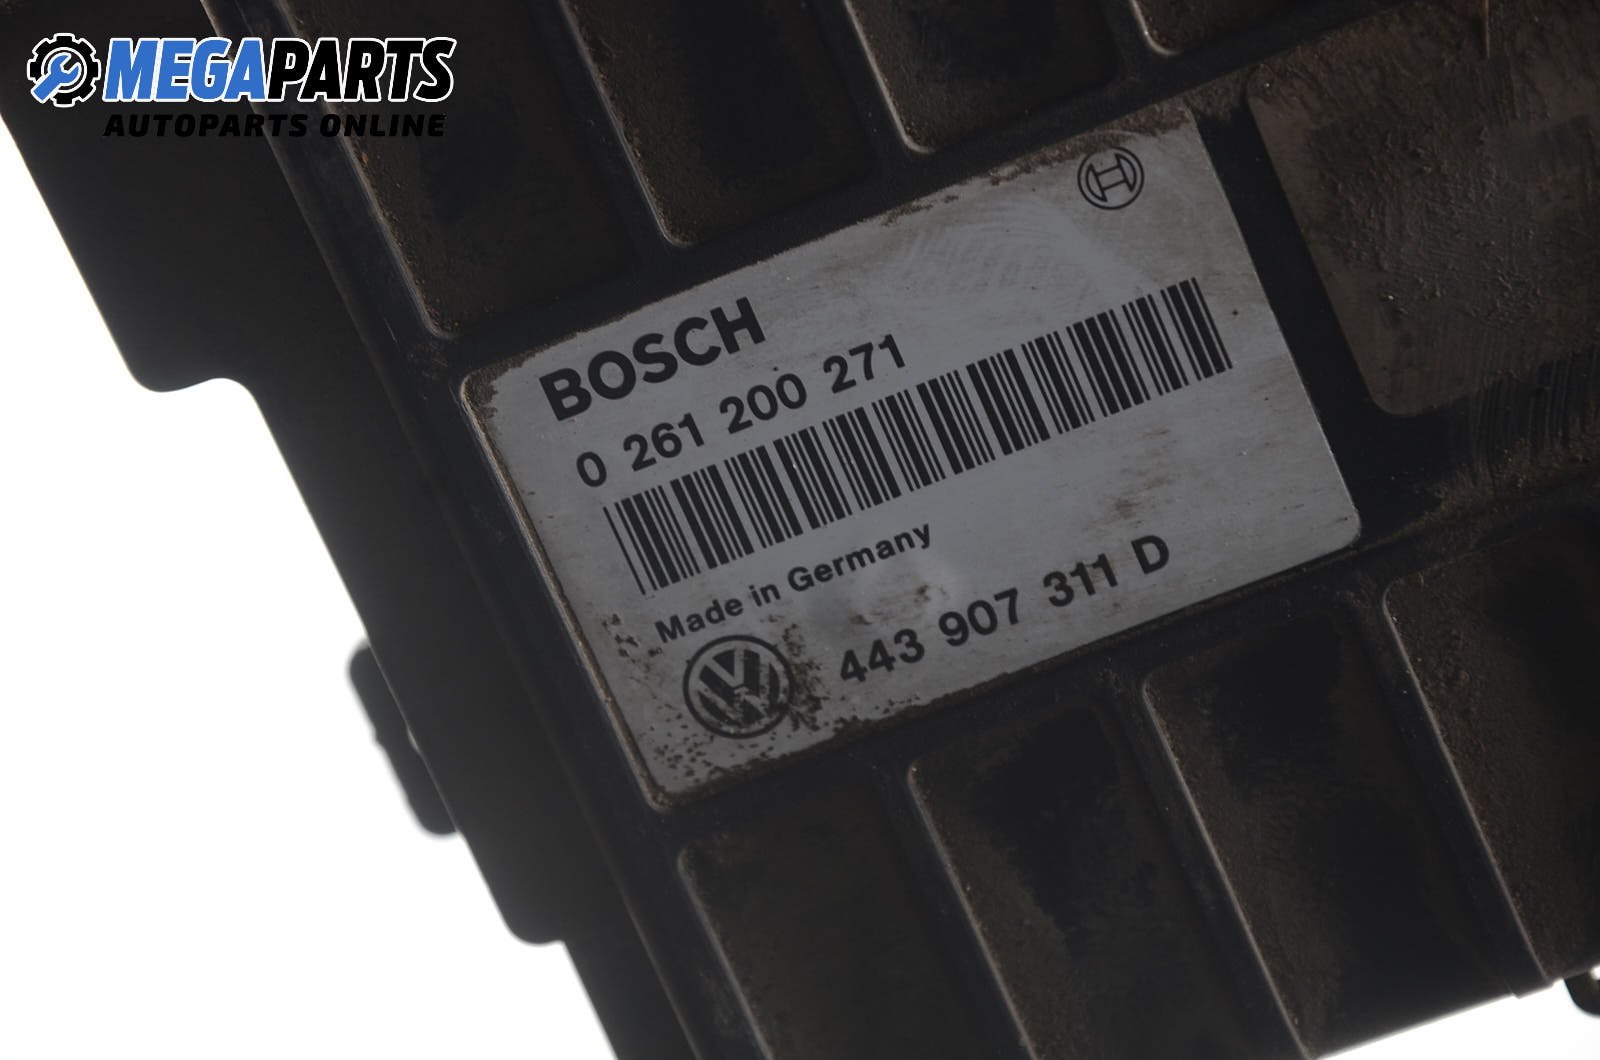 MEGAPARTS
AUTOPARTS ONLINE
BOSCH
0 261 200 271
Made in Germany
443 907 311 D